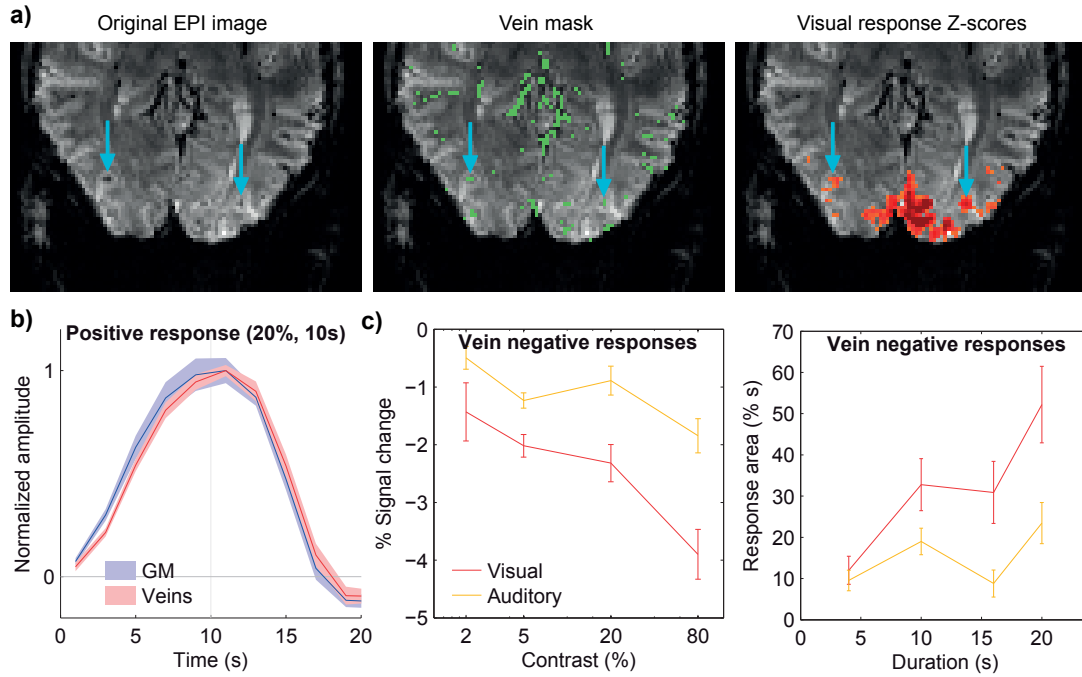 a)
Original EPI image
Vein mask
Visual response Z-scores
b)
Positive response (20%, 10s)
Normalized amplitude
1
0
GM
Veins
0
5
10
15
20
Time (s)
c)
Vein negative responses
% Signal change
0
−1
−2
−3
−4
−5
Visual
Auditory
2
5
20
80
Contrast (%)
Vein negative responses
Response area (% s)
70
60
50
40
30
20
10
0
0
5
10
15
20
Duration (s)